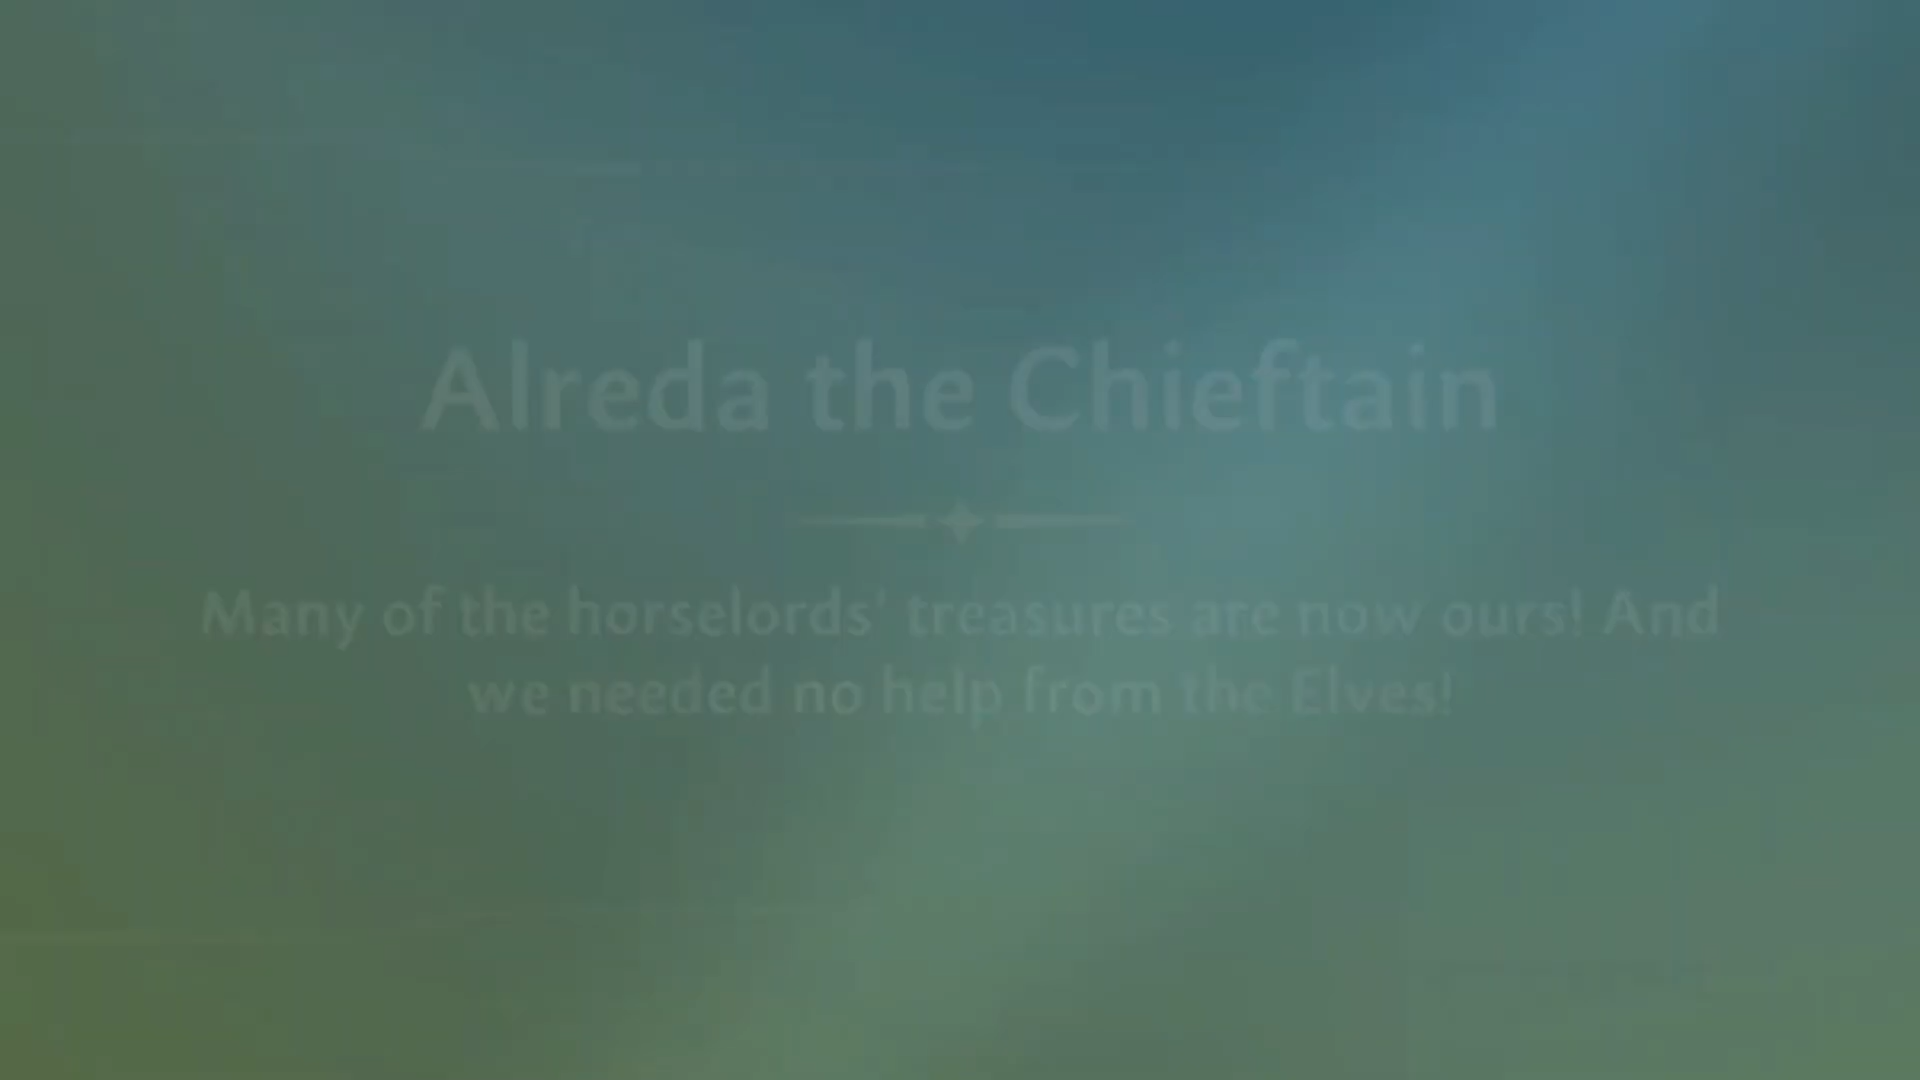 Alreda the Chieftain
Many of the horselords' treasures are now ours! And
we needed no help from the Elves!